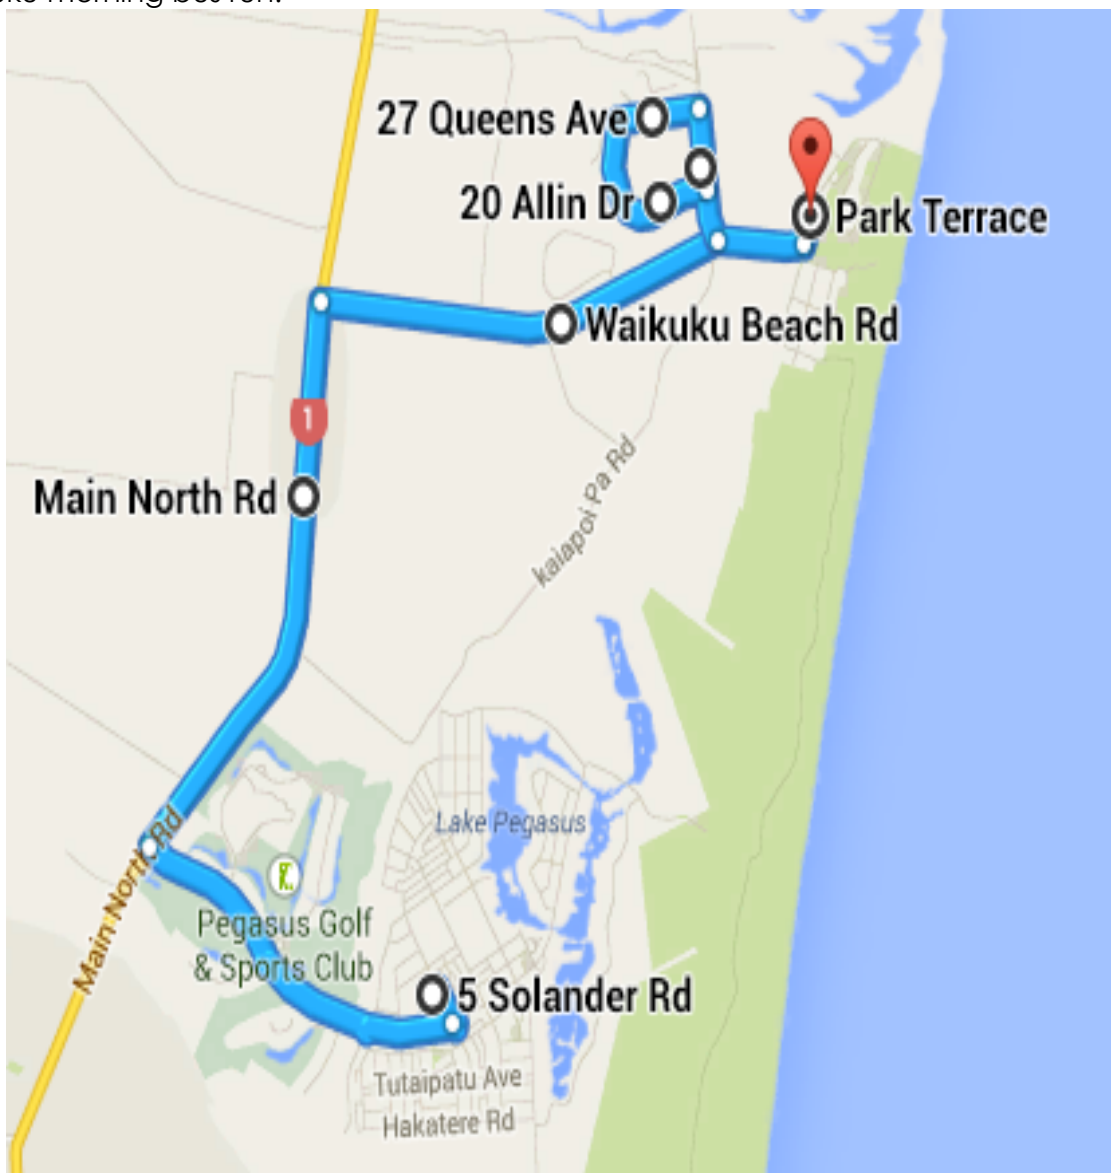 27 Queens Ave
20 Allin Dr
Park Terrace
Waikuku Beach Rd
1
Main North Rd
kaiapoi Pa Rd
Lake Pegasus
Main North Rd
Pegasus Golf
& Sports Club
5 Solander Rd
Tutaipatu Ave
Hakatere Rd